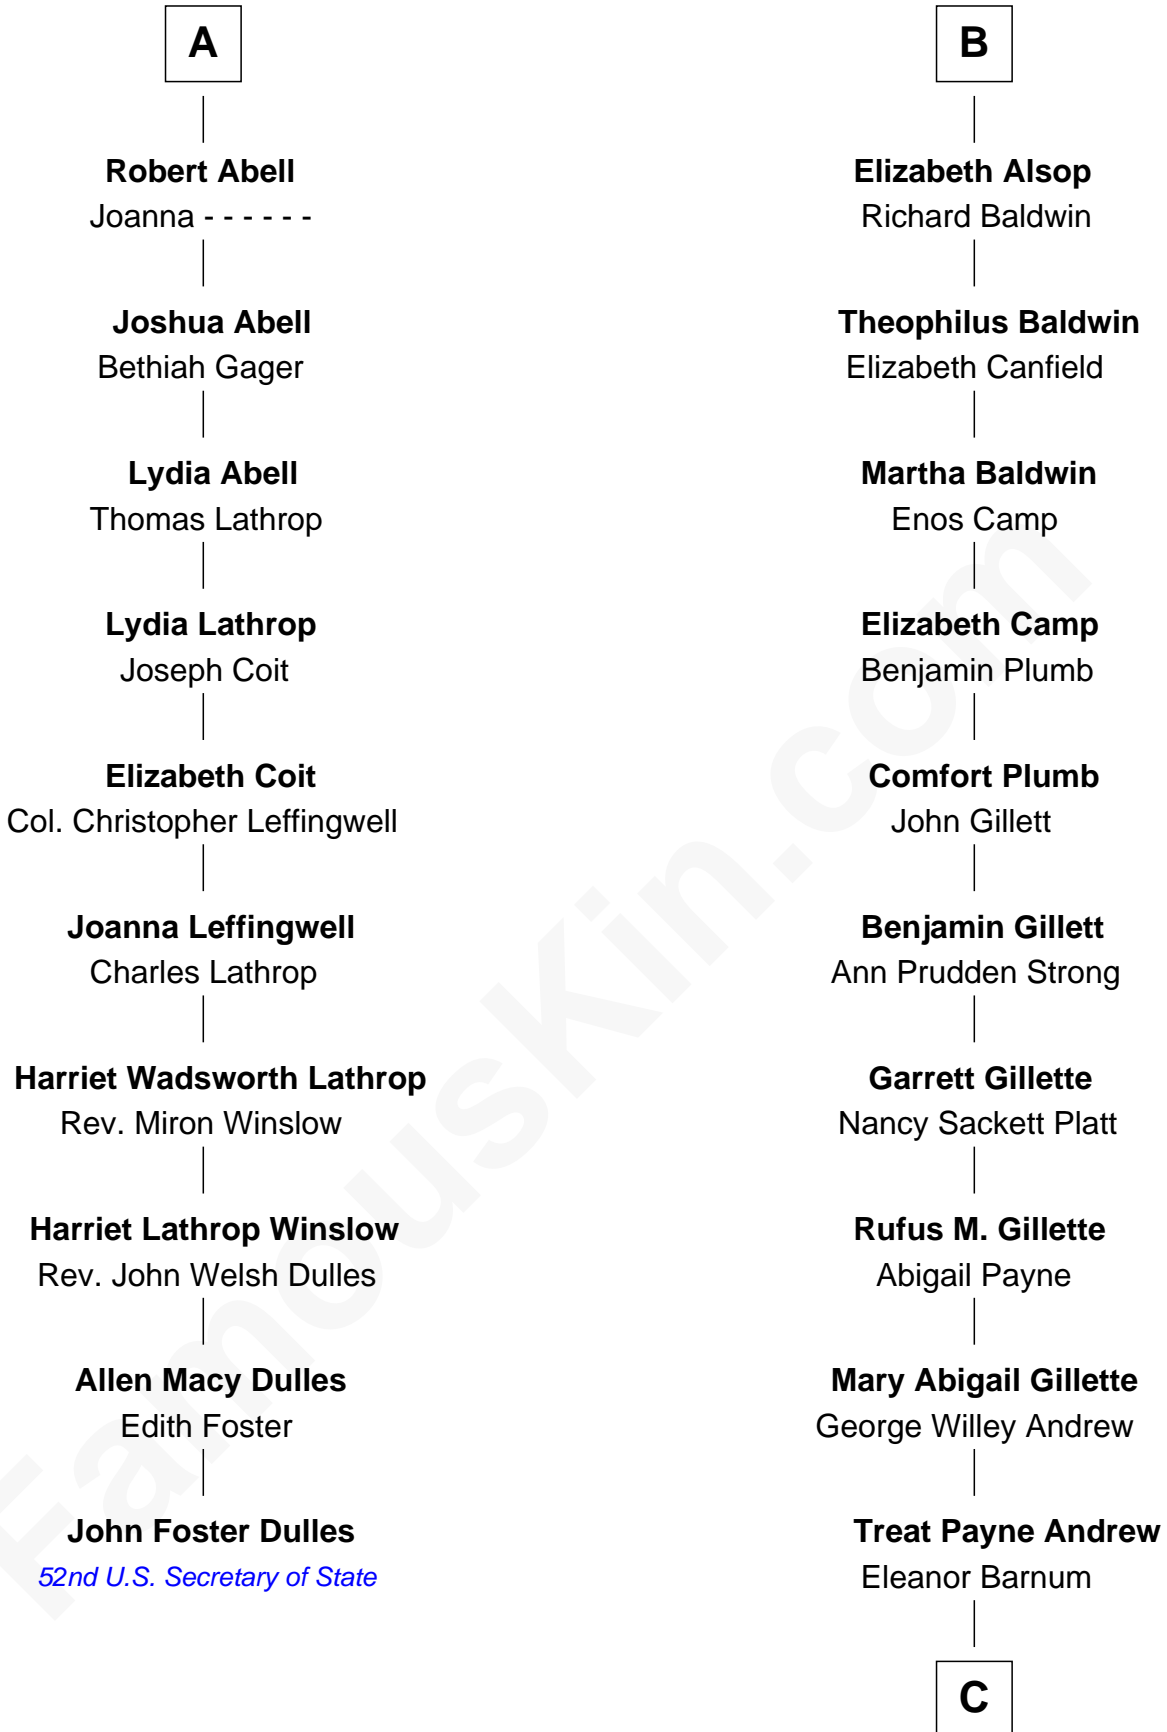 A
Robert Abell
Joanna - - - - - -
Joshua Abell
Bethiah Gager
Lydia Abell
Thomas Lathrop
Lydia Lathrop
Joseph Coit
Elizabeth Coit
Col. Christopher Leffingwell
Joanna Leffingwell
Charles Lathrop
Harriet Wadsworth Lathrop
Rev. Miron Winslow
Harriet Lathrop Winslow
Rev. John Welsh Dulles
Allen Macy Dulles
Edith Foster
John Foster Dulles
52nd U.S. Secretary of State
B
Elizabeth Alsop
Richard Baldwin
Theophilus Baldwin
Elizabeth Canfield
Martha Baldwin
Enos Camp
Elizabeth Camp
Benjamin Plumb
Comfort Plumb
John Gillett
Benjamin Gillett
Ann Prudden Strong
Garrett Gillette
Nancy Sackett Platt
Rufus M. Gillette
Abigail Payne
Mary Abigail Gillette
George Willey Andrew
Treat Payne Andrew
Eleanor Barnum
C
FamousKin.com